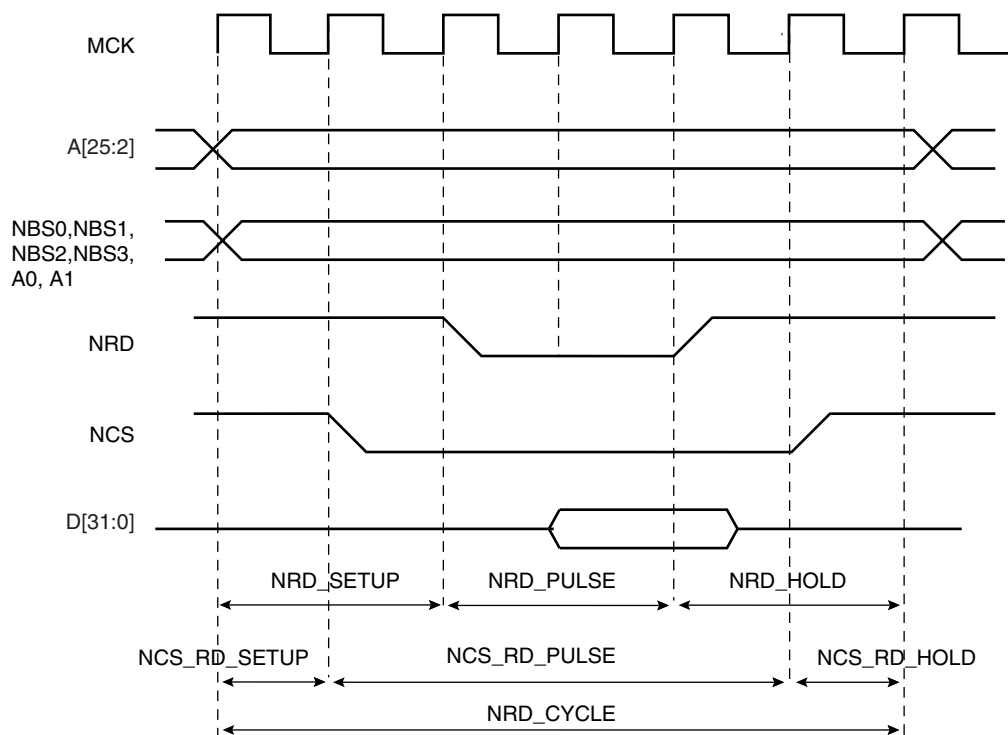 MCK
A[25:2]
NBS0,NBS1,
NBS2,NBS3,
A0, A1
NRD
NCS
D[31:0]
NRD_SETUP NRD_PULSE NRD_HOLD
NCS_RD_SETUP NCS_RD_PULSE NCS_RD_HOLD
NRD_CYCLE